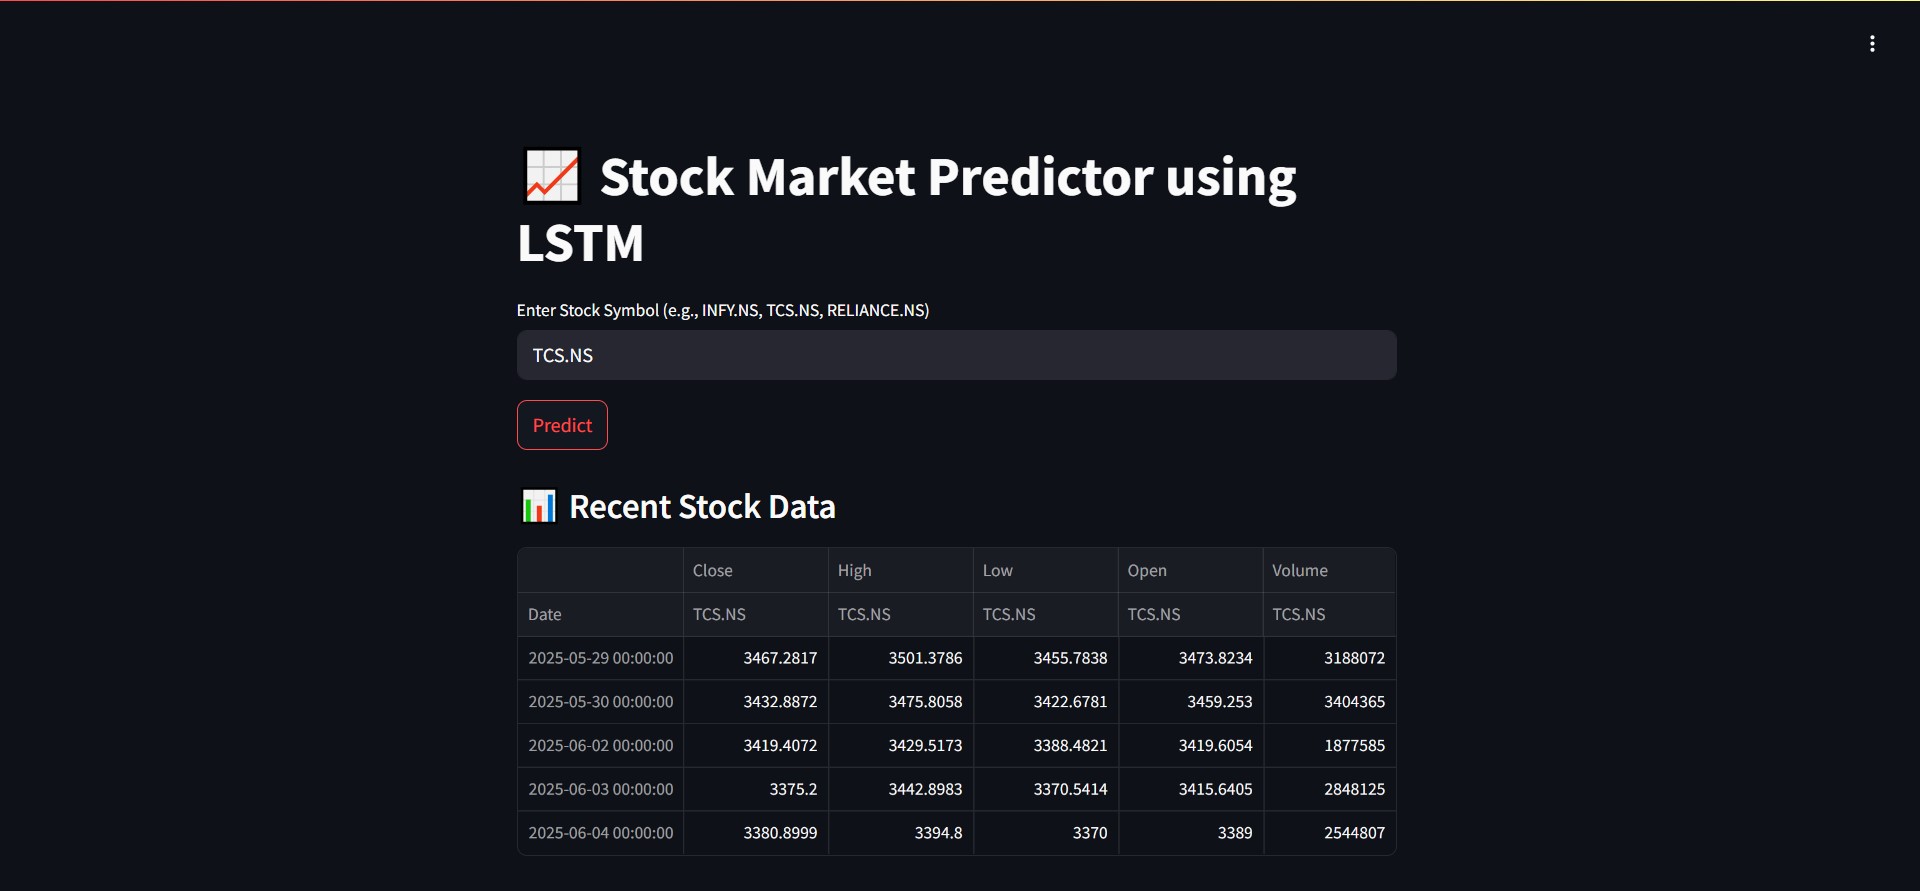 Stock Market Predictor using
LSTM
Enter Stock Symbol (e.g., INFY.NS, TCS.NS, RELIANCE.NS)
TCS.NS
Predict
Recent Stock Data
Close High Low Open Volume
Date TCS.NS TCS.NS TCS.NS TCS.NS TCS.NS
2025-05-29 00:00:00 3467.2817 3501.3786 3455.7838 3473.8234 3188072
2025-05-30 00:00:00 3432.8872 3475.8058 3422.6781 3459.253 3404365
2025-06-02 00:00:00 3419.4072 3429.5173 3388.4821 3419.6054 1877585
2025-06-03 00:00:00 3375.2 3442.8983 3370.5414 3415.6405 2848125
2025-06-04 00:00:00 3380.8999 3394.8 3370 3389 2544807